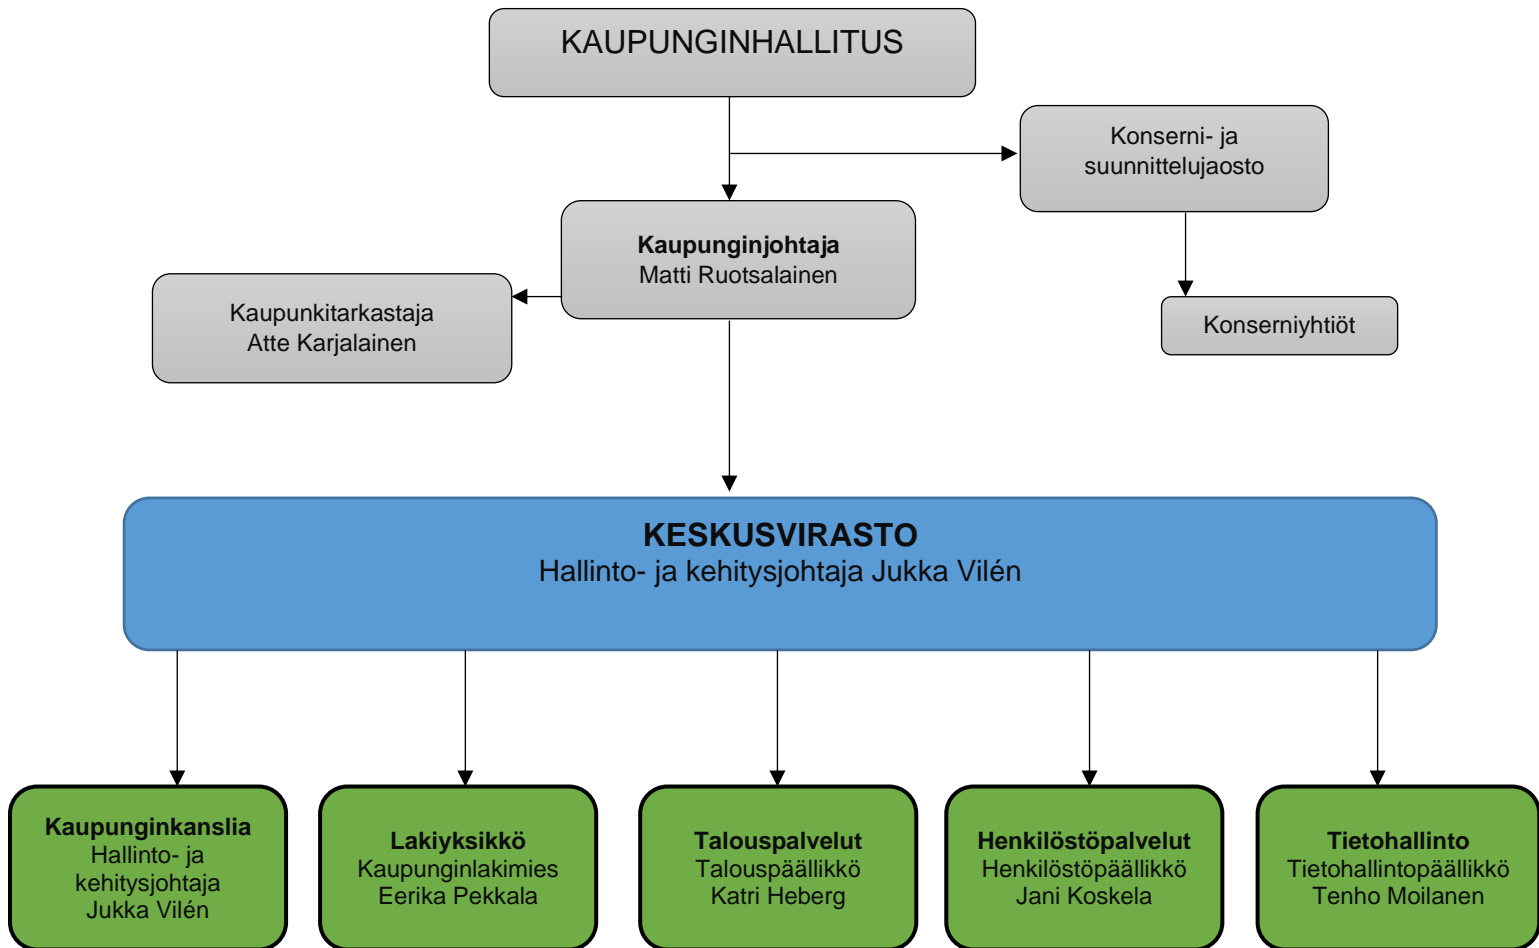 KAUPUNGINHALLITUS
Konserni- ja
suunnittelujaosto
Kaupunginjohtaja
Matti Ruotsalainen
Kaupunkitarkastaja
Atte Karjalainen
Konserniyhtiöt
KESKUSVIRASTO
Hallinto- ja kehitysjohtaja Jukka Vilén
Kaupunginkanslia
Hallinto- ja
kehitysjohtaja
Jukka Vilén
Lakiyksikkö
Kaupunginlakimies
Eerika Pekkala
Talouspalvelut
Talouspäällikkö
Katri Heberg
Henkilöstöpalvelut
Henkilöstöpäällikkö
Jani Koskela
Tietohallinto
Tietohallintopäällikkö
Tenho Moilanen